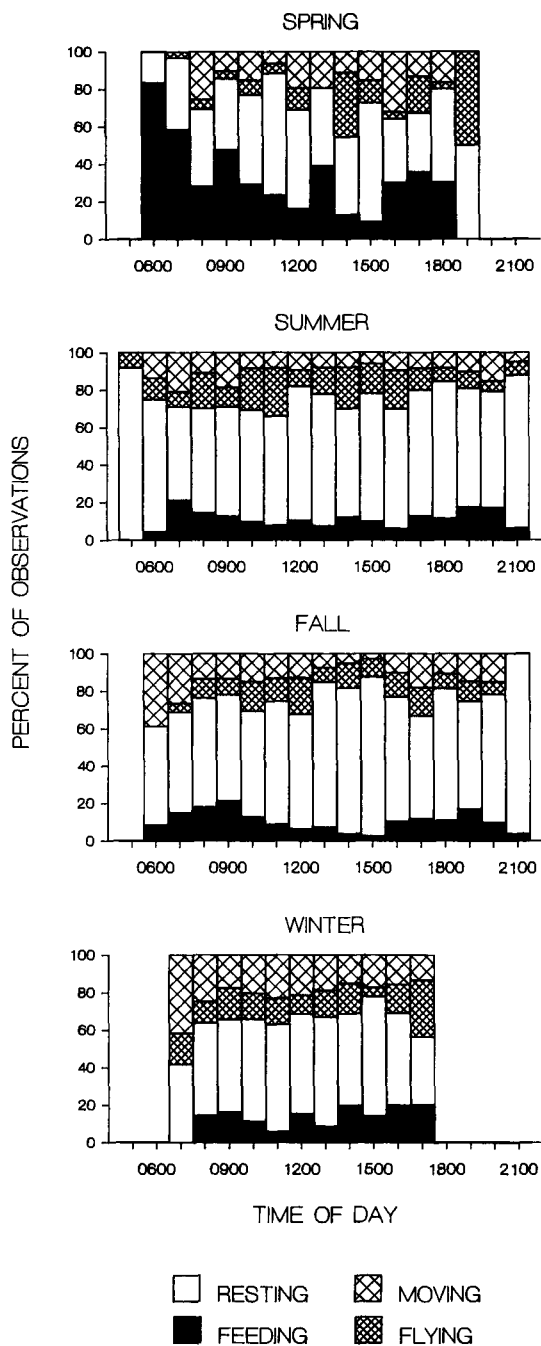 SPRING
100
80
60
40
20
0
0600 0900 1200 1500 1800 2100
SUMMER
100
80
60
40
20
0
0600 0900 1200 1500 1800 2100
PERCENT OF OBSERVATIONS
FALL
100
80
60
40
20
0
0600 0900 1200 1500 1800 2100
WINTER
100
80
60
40
20
0
0600 0900 1200 1500 1800 2100
TIME OF DAY
RESTING MOVING
FEEDING FLYING